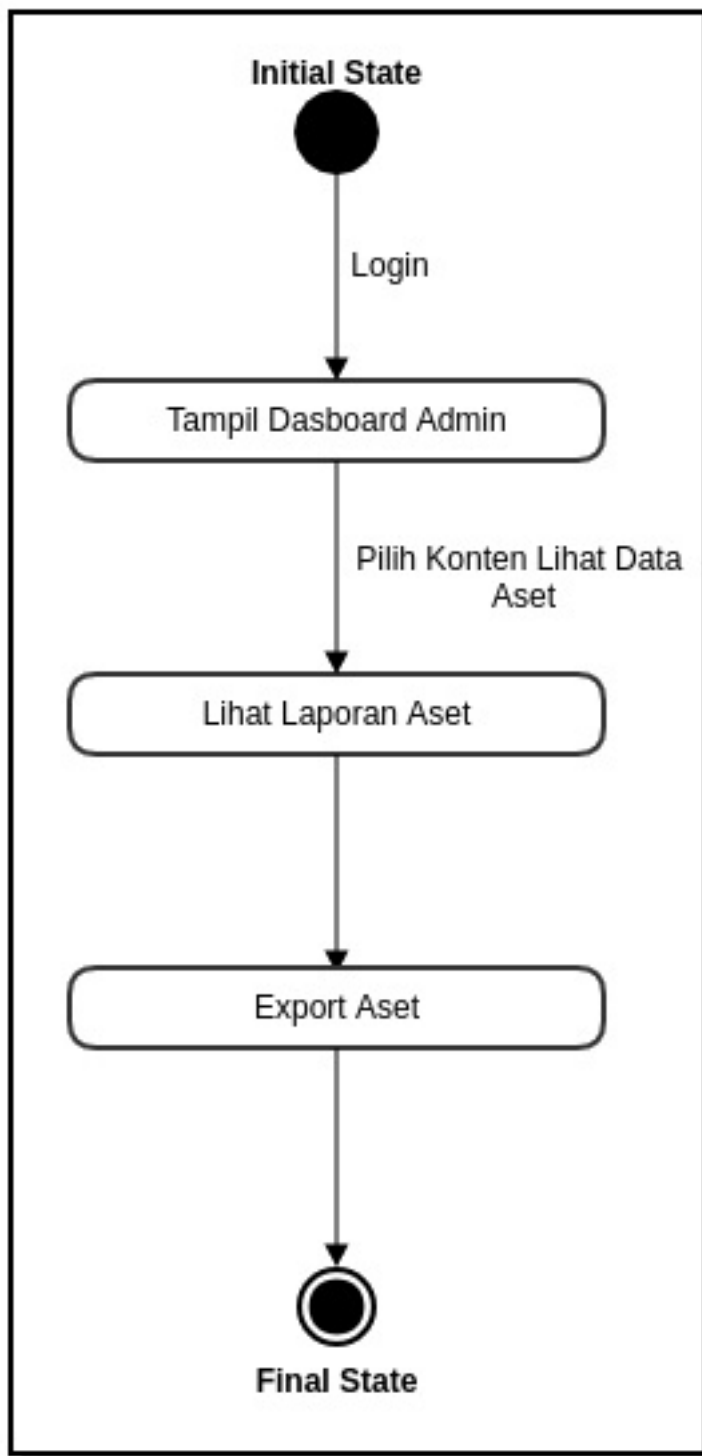 Initial State
Login
Tampil Dasboard Admin
Pilih Konten Lihat Data
Aset
Lihat Laporan Aset
Export Aset
Final State